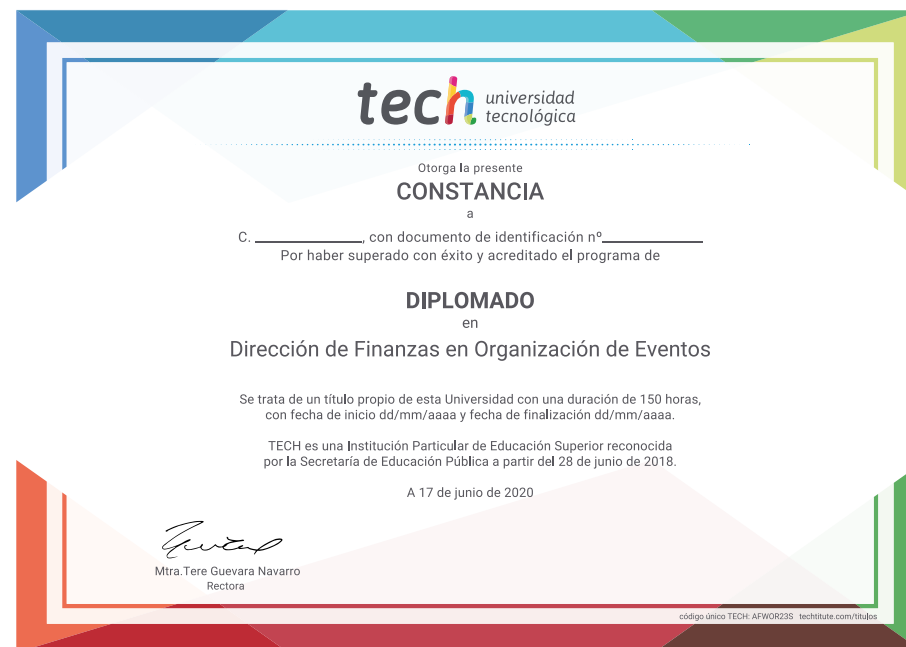 tech universidad
tecnológica
Otorga la presente
CONSTANCIA
a
C. ____________, con documento de identificación nº____________
Por haber superado con éxito y acreditado el programa de
DIPLOMADO
en
Dirección de Finanzas en Organización de Eventos
Se trata de un título propio de esta Universidad con una duración de 150 horas,
con fecha de inicio dd/mm/aaaa y fecha de finalización dd/mm/aaaa.
TECH es una Institución Particular de Educación Superior reconocida
por la Secretaría de Educación Pública a partir del 28 de junio de 2018.
A 17 de junio de 2020
Mtra.Tere Guevara Navarro
Rectora
código único TECH: AFWOR23S techtitute.com/titulos